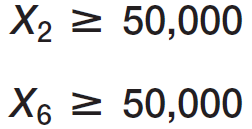 X₂ ≥ 50,000
X₆ ≥ 50,000